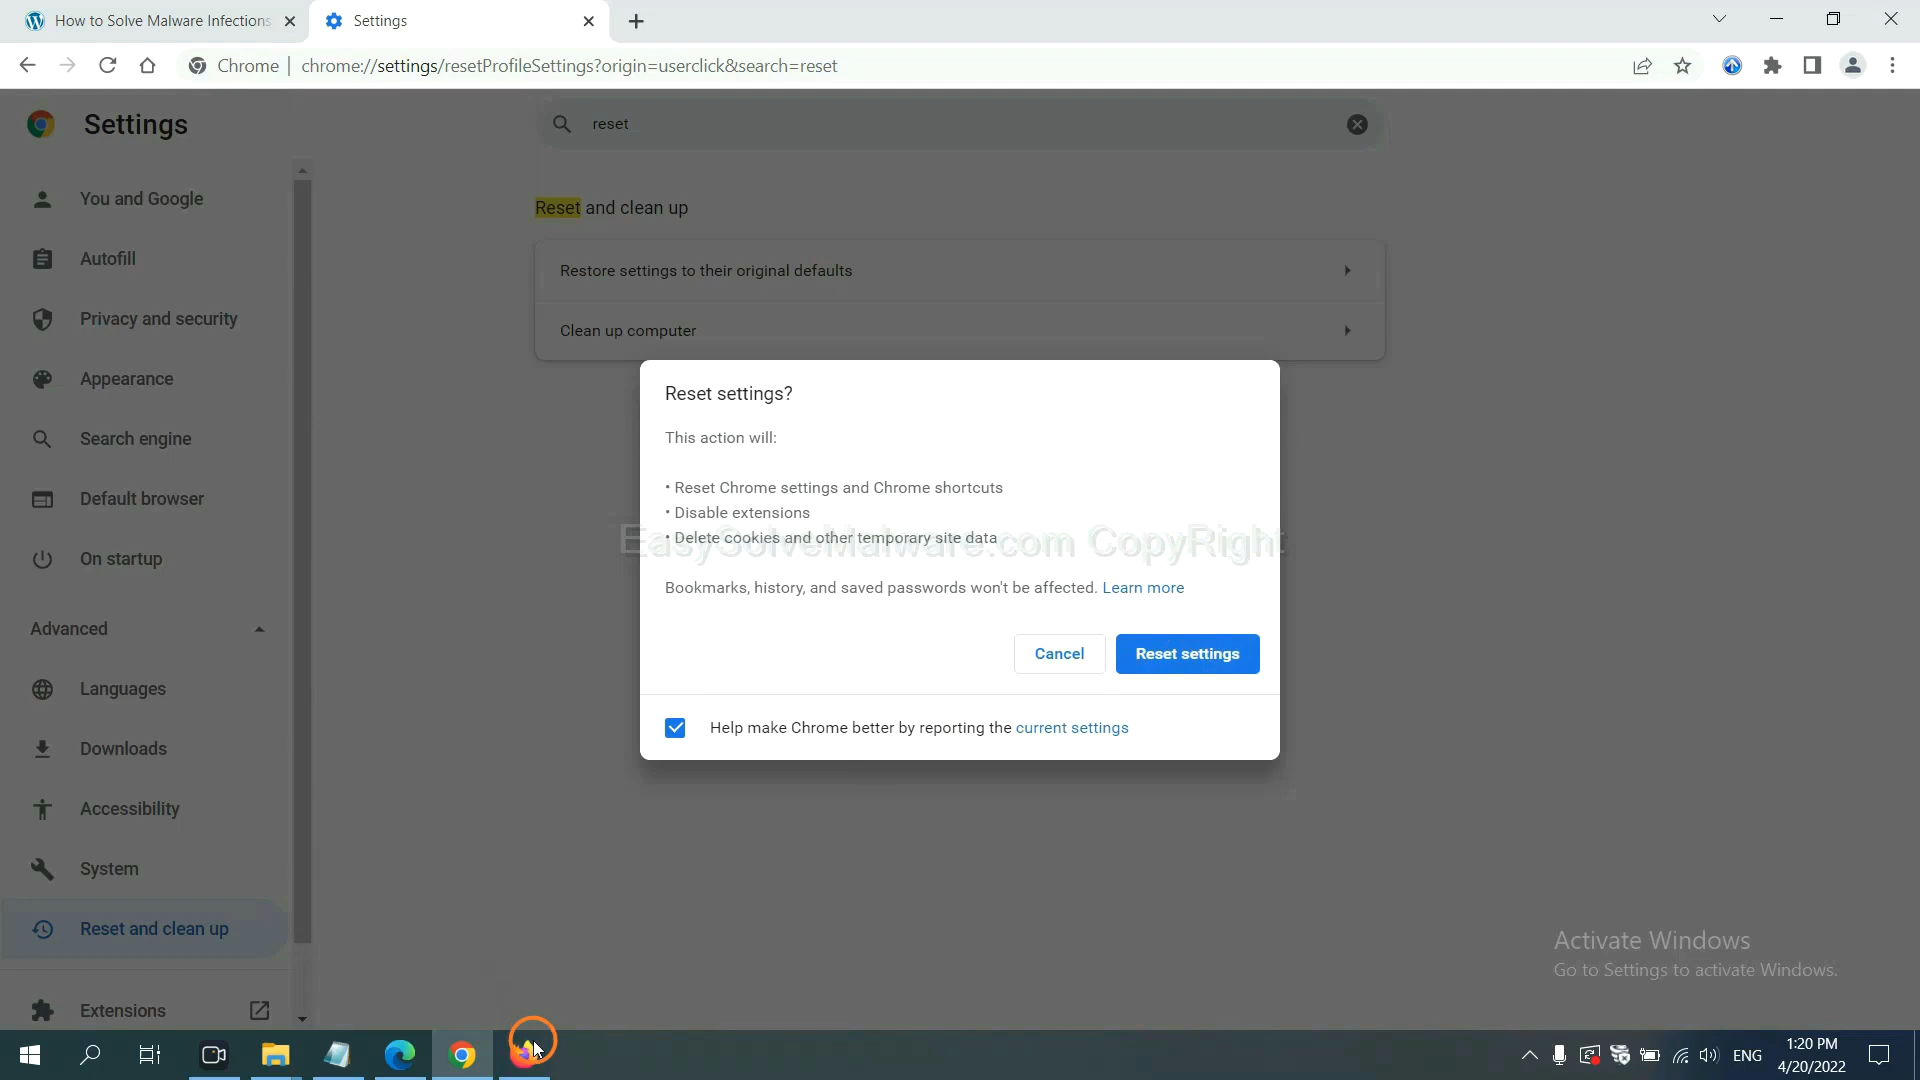 How to Solve Malware Infections
Settings
Chrome | chrome://settings/resetProfileSettings?origin=userclick&search=reset
Settings
reset
You and Google
Autofill
Privacy and security
Appearance
Search engine
Default browser
On startup
Advanced
Languages
Downloads
Accessibility
System
Reset and clean up
Extensions
Reset and clean up
Restore settings to their original defaults
Clean up computer
Reset settings?
This action will:
• Reset Chrome settings and Chrome shortcuts
• Disable extensions
• Delete cookies and other temporary site data
EasySolveMalware.com CopyRight
Bookmarks, history, and saved passwords won't be affected. Learn more
Cancel
Reset settings
Help make Chrome better by reporting the current settings
Activate Windows
Go to Settings to activate Windows.
ENG
1:20 PM
4/20/2022